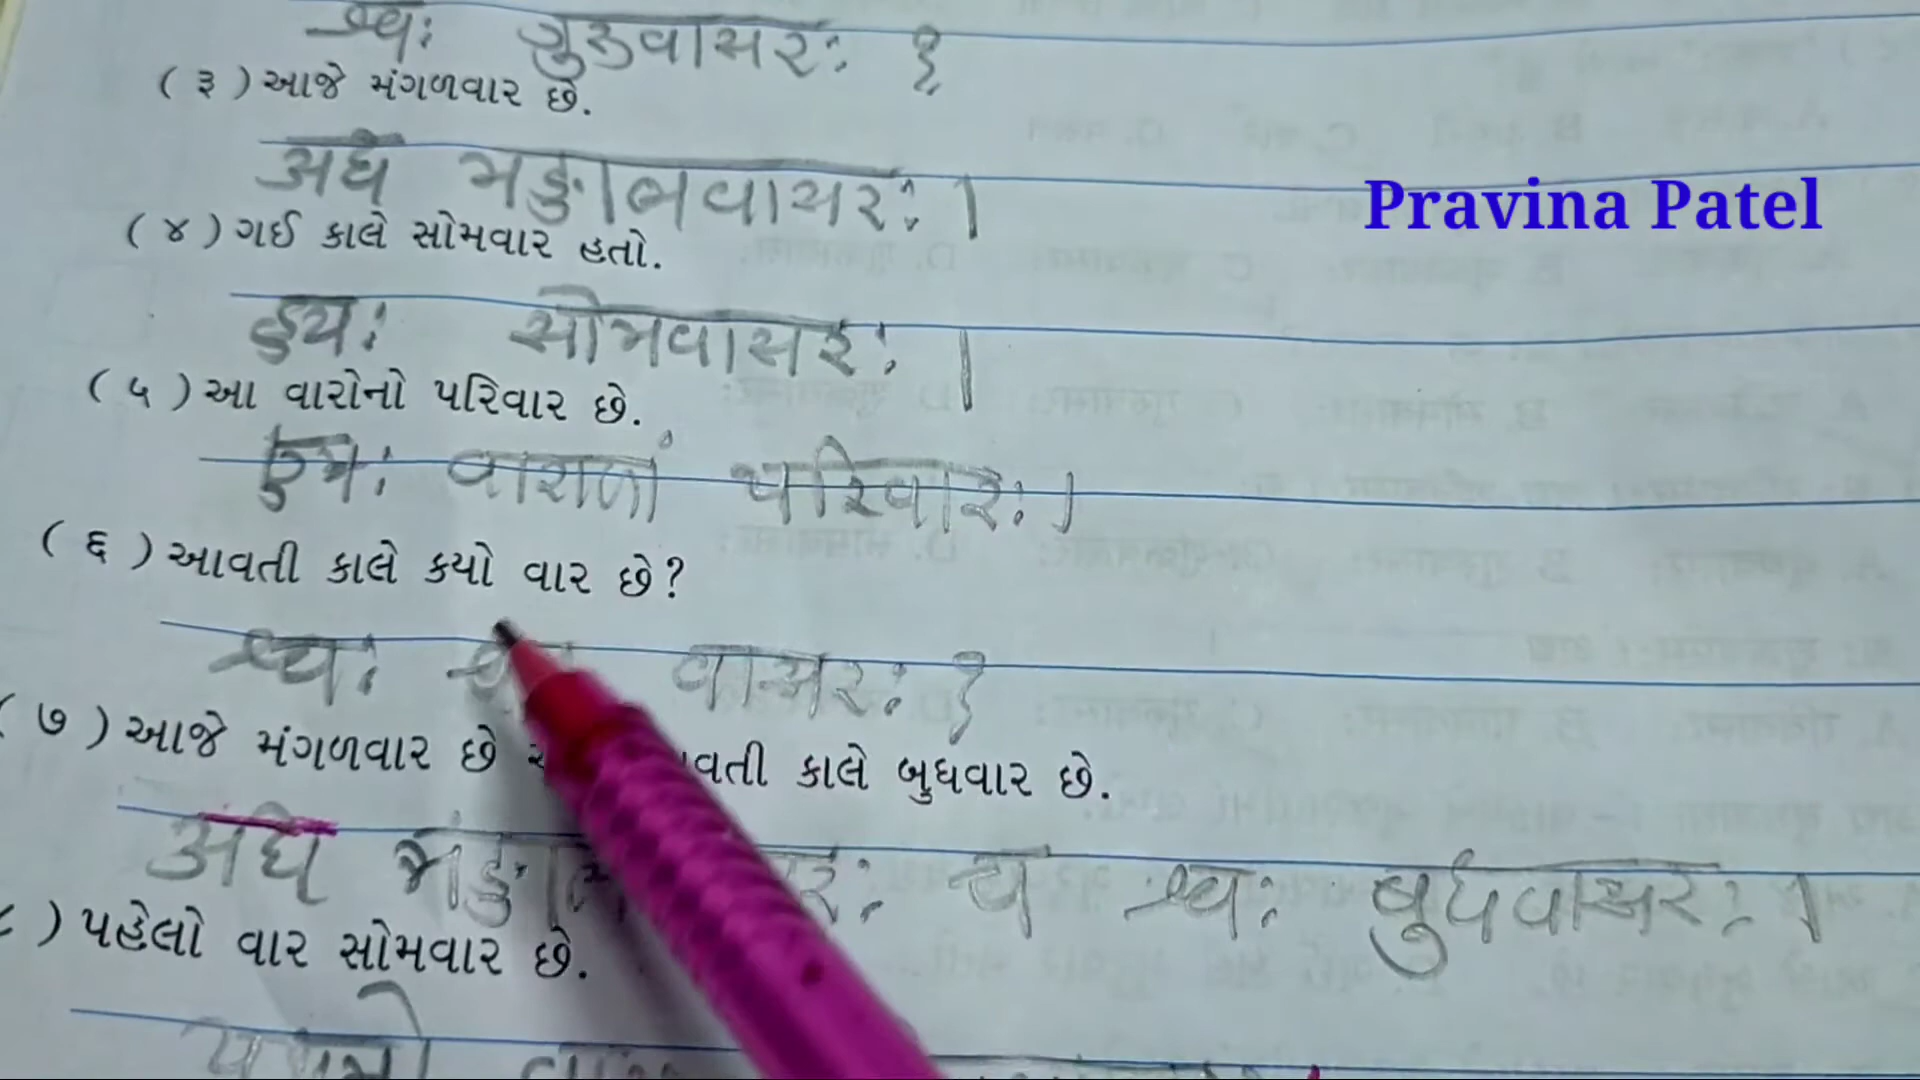 श्वः गुरुवासरः ?
(૩) આજે મંગળવાર છે.
अद्य मङ्गलवासरः ।
Pravina Patel
(૪) ગઈ કાલે સોમવાર હતો.
ह्यः सोमवासरः ।
(૫) આ વારોનો પરિવાર છે.
वाराणां परिवारः ।
(૬) આવતી કાલે કયો વાર છે?
श्वः वासरः ?
(૭) આજે મંગળવાર છે વતી કાલે બુધવાર છે.
अद्य च श्वः बुधवासरः ।
) પહેલો વાર સોમવાર છે.